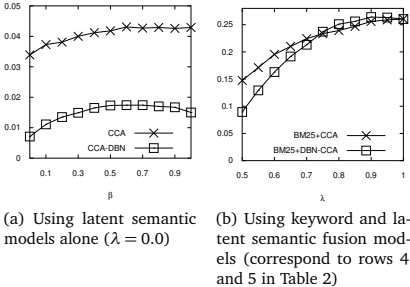 0.05
0.04
0.03
0.02
0.01
0
0.1 0.3 0.5 0.7 0.9
β
CCA
CCA-DBN
(a) Using latent semantic
models alone (λ = 0.0)
0.25
0.2
0.15
0.1
0.05
0
0.5 0.6 0.7 0.8 0.9 1
λ
BM25+CCA
BM25+DBN-CCA
(b) Using keyword and la-
tent semantic fusion mod-
els (correspond to rows 4
and 5 in Table 2)